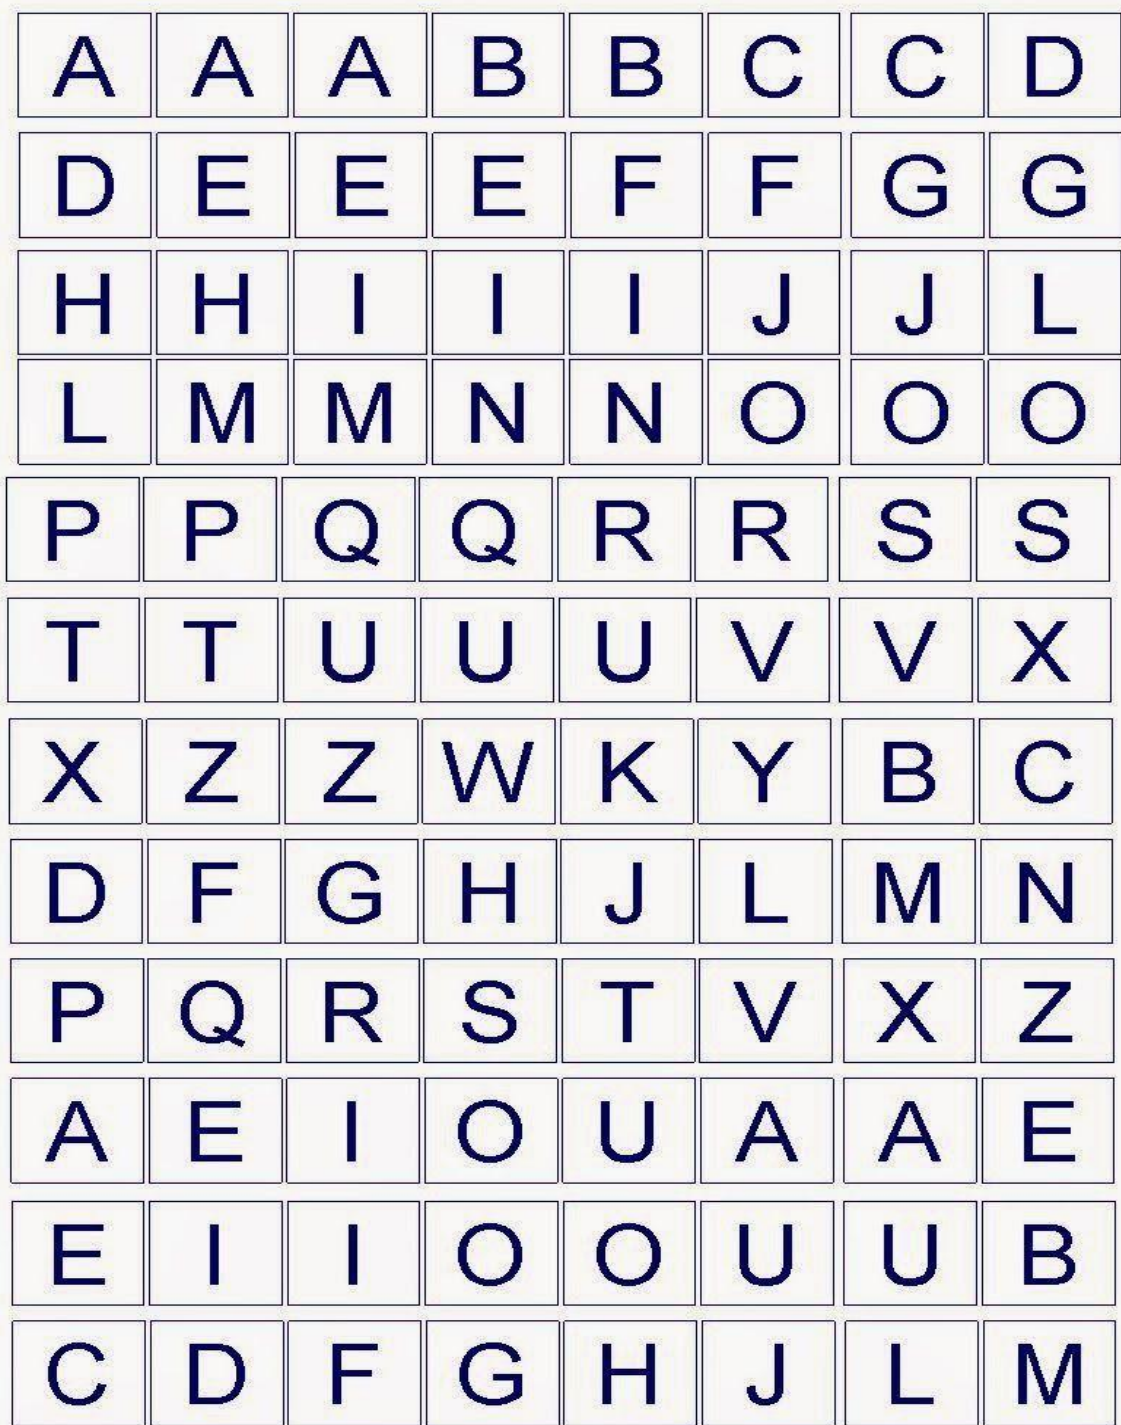 A A A B B C C D
D E E E F F G G
H H I I I J J L
L M M N N O O O
P P Q Q R R S S
T T U U U V V X
X Z Z W K Y B C
D F G H J L M N
P Q R S T V X Z
A E I O U A A E
E I I O O U U B
C D F G H J L M